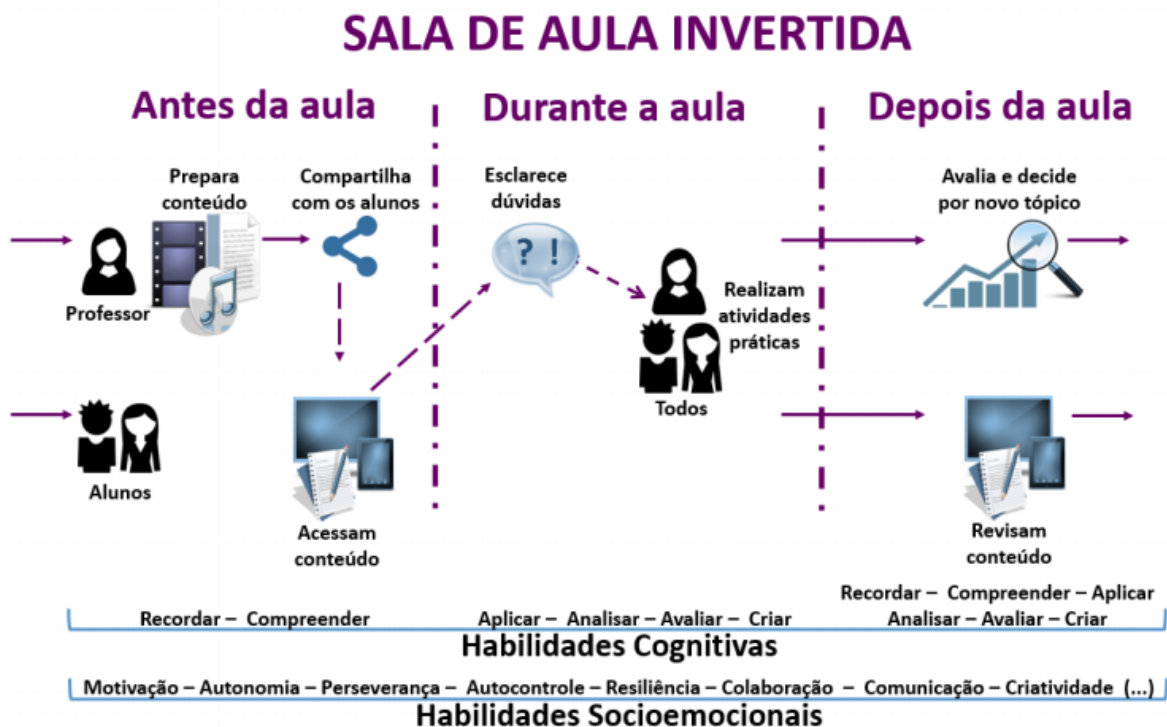 SALA DE AULA INVERTIDA
Antes da aula
Durante a aula
Depois da aula
Prepara
conteúdo
Compartilha
com os alunos
Professor
Alunos
Acessam
conteúdo
Esclarece
dúvidas
? !
Realizam
atividades
práticas
Todos
Avalia e decide
por novo tópico
Revisam
conteúdo
Recordar – Compreender
Aplicar – Analisar – Avaliar – Criar
Recordar – Compreender – Aplicar
Analisar – Avaliar – Criar
Habilidades Cognitivas
Motivação – Autonomia – Perseverança – Autocontrole – Resiliência – Colaboração – Comunicação – Criatividade (...)
Habilidades Socioemocionais